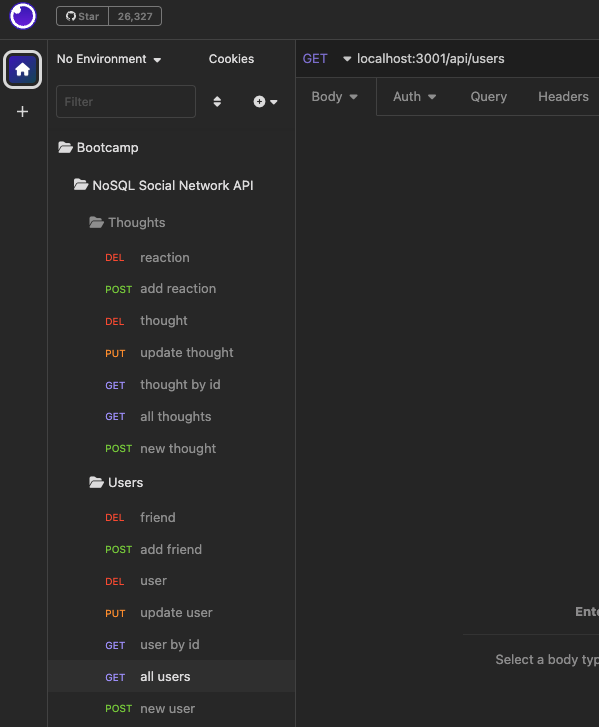 Star 26,327
No Environment Cookies
GET localhost:3001/api/users
Filter
Body Auth Query Headers
Bootcamp
NoSQL Social Network API
Thoughts
DEL reaction
POST add reaction
DEL thought
PUT update thought
GET thought by id
GET all thoughts
POST new thought
Users
DEL friend
POST add friend
DEL user
PUT update user
GET user by id
GET all users
POST new user
Ente
Select a body typ